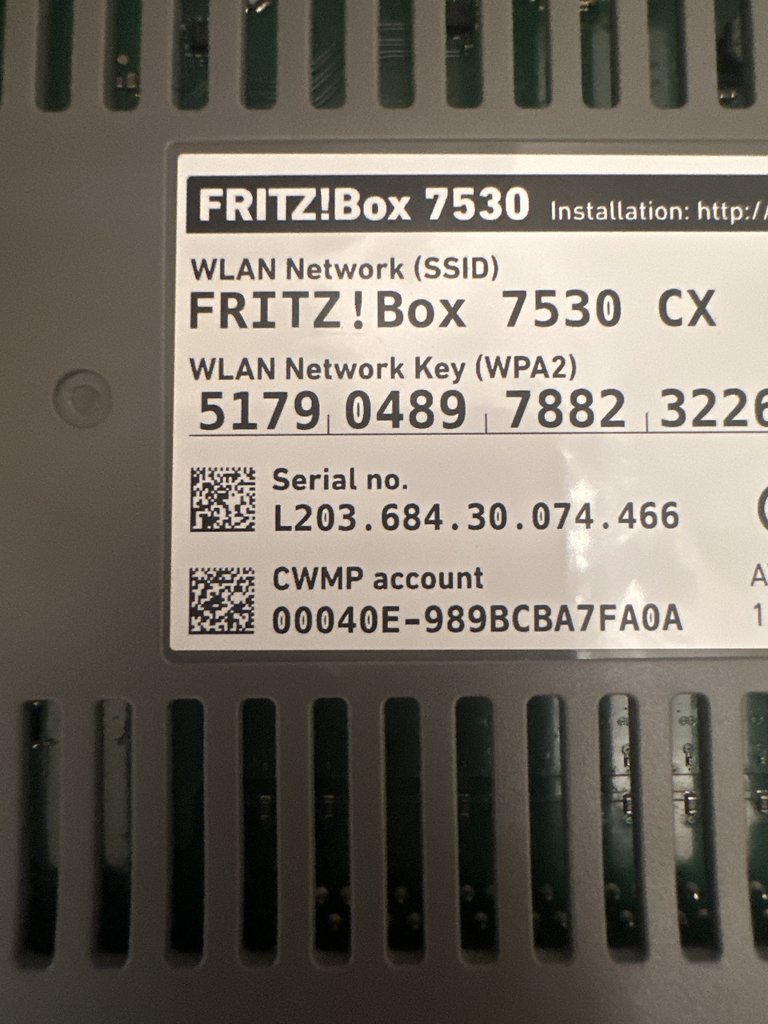 FRITZ!Box 7530 Installation: http:/
WLAN Network (SSID)
FRITZ!Box 7530 CX
WLAN Network Key (WPA2)
5179 0489 7882 3226
Serial no.
L203.684.30.074.466
CWMP account
00040E-989BCBA7FA0A